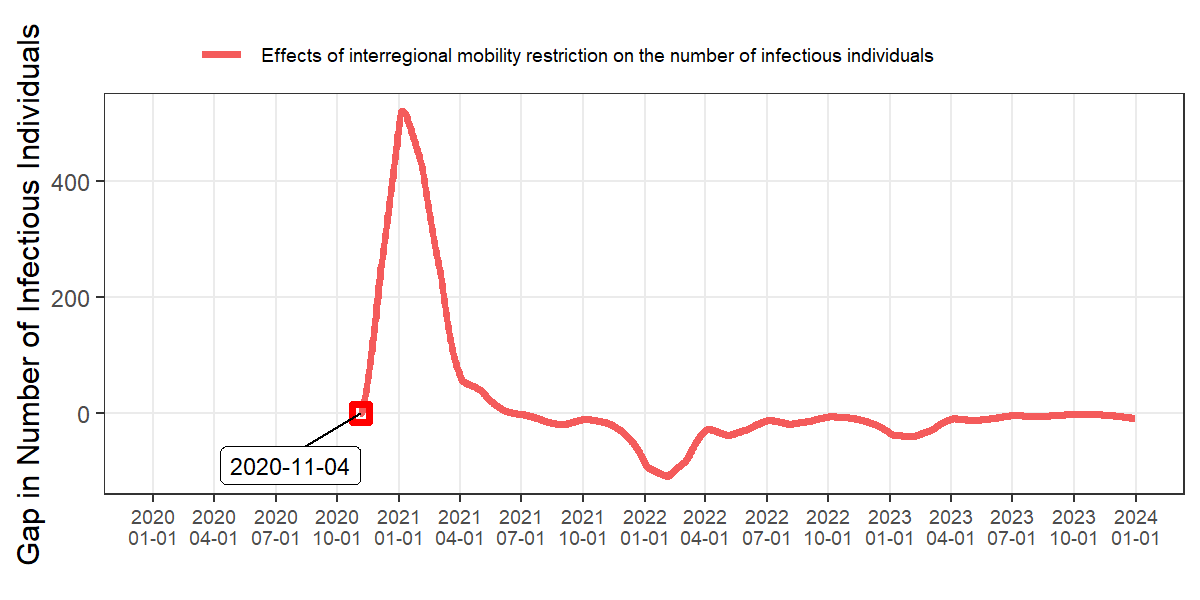 Effects of interregional mobility restriction on the number of infectious individuals
Gap in Number of Infectious Individuals
400
200
0
2020-11-04
2020 2020 2020 2020 2021 2021 2021 2021 2022 2022 2022 2022 2023 2023 2023 2023 2024
01-01 04-01 07-01 10-01 01-01 04-01 07-01 10-01 01-01 04-01 07-01 10-01 01-01 04-01 07-01 10-01 01-01